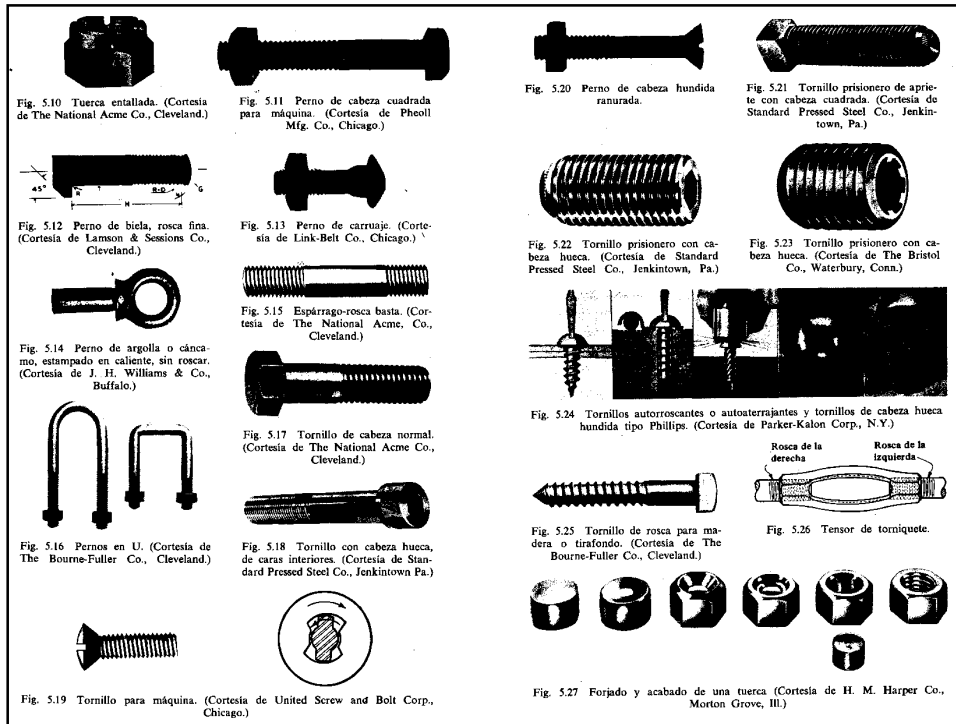 Fig. 5.10 Tuerca entallada. (Cortesía
de The National Acme Co., Cleveland.)
Fig. 5.11 Perno de cabeza cuadrada
para máquina. (Cortesía de Pheoll
Mfg. Co., Chicago.)
45°
R
T
R-D
H
G
Fig. 5.12 Perno de biela, rosca fina.
(Cortesía de Lamson & Sessions Co.,
Cleveland.)
Fig. 5.13 Perno de carruaje. (Corte-
sía de Link-Belt Co., Chicago.)
Fig. 5.14 Perno de argolla o cánca-
mo, estampado en caliente, sin roscar.
(Cortesía de J. H. Williams & Co.,
Buffalo.)
Fig. 5.15 Espárrago-rosca basta. (Cor-
tesía de The National Acme, Co.,
Cleveland.)
Fig. 5.17 Tornillo de cabeza normal.
(Cortesía de The National Acme Co.,
Cleveland.)
Fig. 5.16 Pernos en U. (Cortesía de
The Bourne-Fuller Co., Cleveland.)
Fig. 5.18 Tornillo con cabeza hueca,
de caras interiores. (Cortesía de Stan-
dard Pressed Steel Co., Jenkintown Pa.)
Fig. 5.19 Tornillo para máquina. (Cortesía de United Screw and Bolt Corp.,
Chicago.)
Fig. 5.20 Perno de cabeza hundida
ranurada.
Fig. 5.21 Tornillo prisionero de aprie-
te con cabeza cuadrada. (Cortesía de
Standard Pressed Steel Co., Jenkin-
town, Pa.)
Fig. 5.22 Tornillo prisionero con ca-
beza hueca. (Cortesía de Standard
Pressed Steel Co., Jenkintown, Pa.)
Fig. 5.23 Tornillo prisionero con ca-
beza hueca. (Cortesía de The Bristol
Co., Waterbury, Conn.)
Fig. 5.24 Tornillos autorroscantes o autoaterrajantes y tornillos de cabeza hueca
hundida tipo Phillips. (Cortesía de Parker-Kalon Corp., N.Y.)
Fig. 5.25 Tornillo de rosca para ma-
dera o tirafondo. (Cortesía de The
Bourne-Fuller Co., Cleveland.)
Rosca de la
derecha
Rosca de la
izquierda
Fig. 5.26 Tensor de torniquete.
Fig. 5.27 Forjado y acabado de una tuerca (Cortesía de H. M. Harper Co.,
Morton Grove, Ill.)